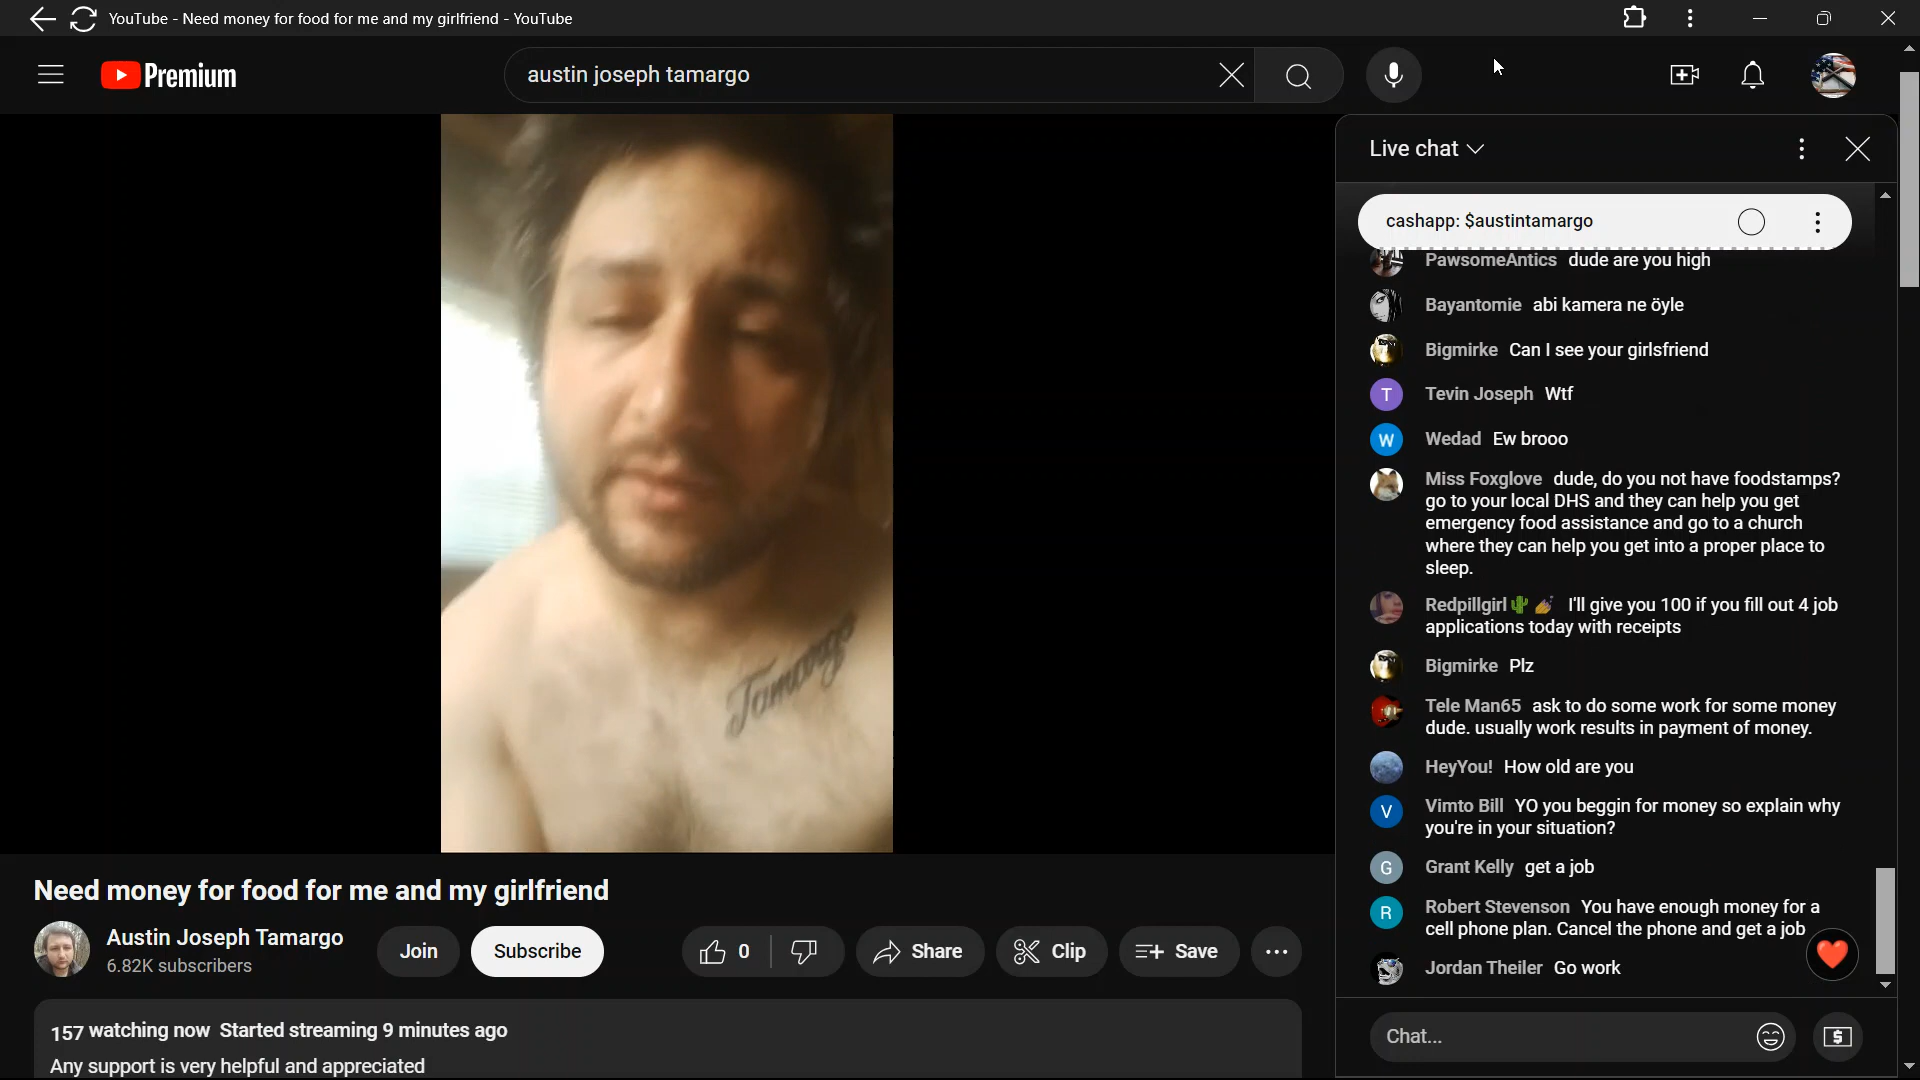 YouTube - Need money for food for me and my girlfriend - YouTube
Premium
austin joseph tamargo
Live chat
cashapp: $austintamargo
PawsomeAntics dude are you high
Bayantomie abi kamera ne öyle
Bigmirke Can I see your girlsfriend
T Tevin Joseph Wtf
W Wedad Ew brooo
Miss Foxglove dude, do you not have foodstamps?
go to your local DHS and they can help you get
emergency food assistance and go to a church
where they can help you get into a proper place to
sleep.
Redpillgirl🌵💅 I'll give you 100 if you fill out 4 job
applications today with receipts
Bigmirke Plz
Tele Man65 ask to do some work for some money
dude. usually work results in payment of money.
HeyYou! How old are you
V Vimto Bill YO you beggin for money so explain why
you're in your situation?
G Grant Kelly get a job
R Robert Stevenson You have enough money for a
cell phone plan. Cancel the phone and get a job
Jordan Theiler Go work
Chat...
Tamargo
Need money for food for me and my girlfriend
Austin Joseph Tamargo
6.82K subscribers
Join
Subscribe
0
Share
Clip
Save
157 watching now Started streaming 9 minutes ago
Any support is very helpful and appreciated